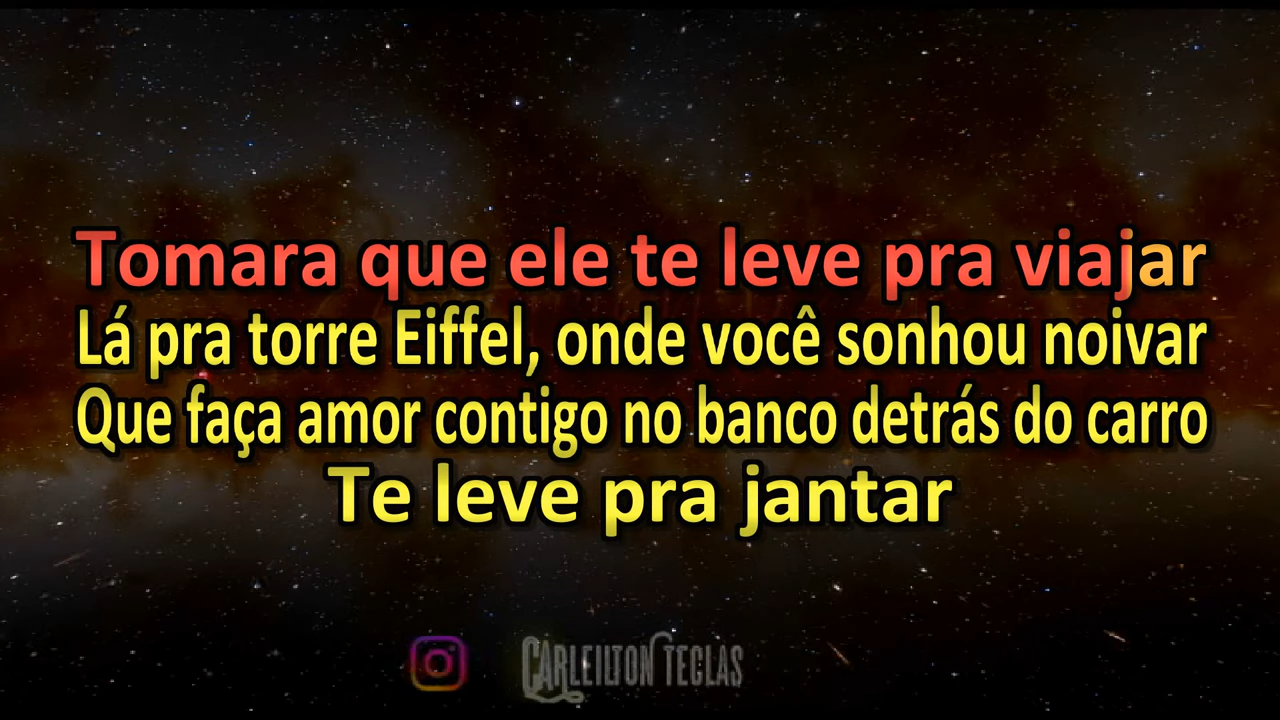 Tomara que ele te leve pra viajar
Lá pra torre Eiffel, onde você sonhou noivar
Que faça amor contigo no banco detrás do carro
Te leve pra jantar
CARLEILTON TECLAS